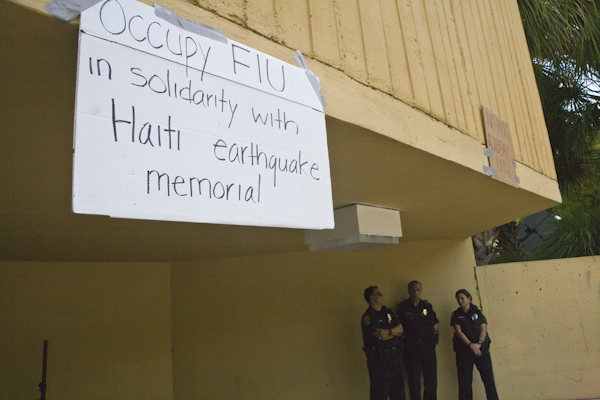 Occupy FIU
in solidarity with
Haiti earthquake
memorial